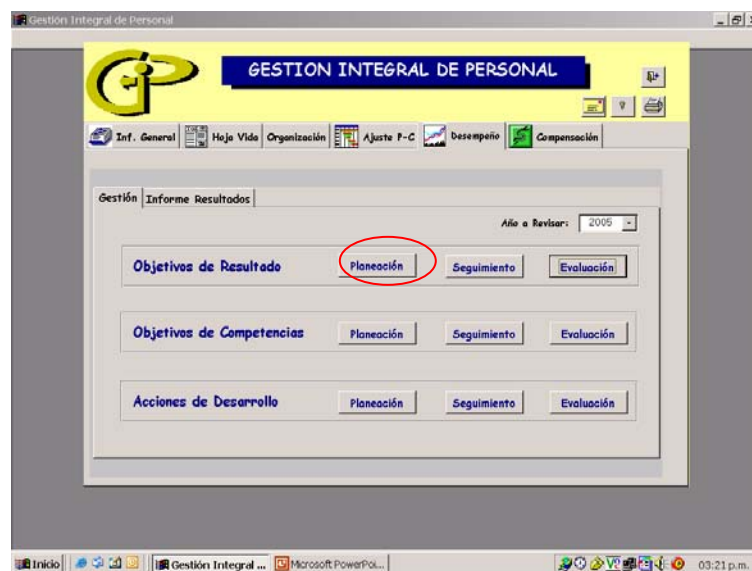 Gestión Integral de Personal
GIP
GESTION INTEGRAL DE PERSONAL
Inf. General Hoja Vida Organización Ajuste P-C Desempeño Compensación
Gestión Informe Resultados
Año a Revisar: 2005
Objetivos de Resultado Planeación Seguimiento Evaluación
Objetivos de Competencias Planeación Seguimiento Evaluación
Acciones de Desarrollo Planeación Seguimiento Evaluación
Inicio Gestión Integral ... Microsoft PowerPoi... 03:21 p.m.